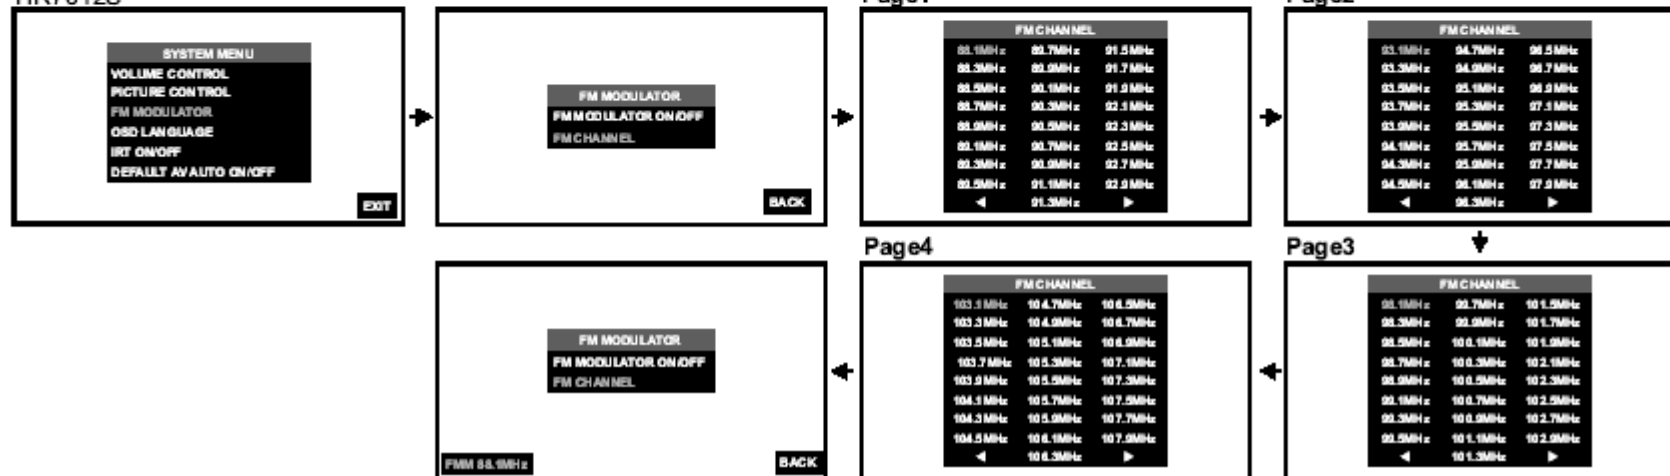 Page1
Page2
SYSTEM MENU
VOLUME CONTROL
PICTURE CONTROL
FM MODULATOR
OSD LANGUAGE
IRT ON/OFF
DEFAULT AV AUTO ON/OFF
EXIT
FM MODULATOR
FM MODULATOR ON/OFF
FM CHANNEL
BACK
FM CHANNEL
88.1MHz 89.7MHz 91.5MHz
88.3MHz 89.9MHz 91.7MHz
88.5MHz 90.1MHz 91.9MHz
88.7MHz 90.3MHz 92.1MHz
88.9MHz 90.5MHz 92.3MHz
89.1MHz 90.7MHz 92.5MHz
89.3MHz 90.9MHz 92.7MHz
89.5MHz 91.1MHz 92.9MHz
◀ 91.3MHz ▶
FM CHANNEL
93.1MHz 94.7MHz 96.5MHz
93.3MHz 94.9MHz 96.7MHz
93.5MHz 95.1MHz 96.9MHz
93.7MHz 95.3MHz 97.1MHz
93.9MHz 95.5MHz 97.3MHz
94.1MHz 95.7MHz 97.5MHz
94.3MHz 95.9MHz 97.7MHz
94.5MHz 96.1MHz 97.9MHz
◀ 96.3MHz ▶
Page4
Page3
FM MODULATOR
FM MODULATOR ON/OFF
FM CHANNEL
FMM 88.1MHz
BACK
FM CHANNEL
103.1MHz 104.7MHz 106.5MHz
103.3MHz 104.9MHz 106.7MHz
103.5MHz 105.1MHz 106.9MHz
103.7MHz 105.3MHz 107.1MHz
103.9MHz 105.5MHz 107.3MHz
104.1MHz 105.7MHz 107.5MHz
104.3MHz 105.9MHz 107.7MHz
104.5MHz 106.1MHz 107.9MHz
◀ 106.3MHz ▶
FM CHANNEL
98.1MHz 99.7MHz 101.5MHz
98.3MHz 99.9MHz 101.7MHz
98.5MHz 100.1MHz 101.9MHz
98.7MHz 100.3MHz 102.1MHz
98.9MHz 100.5MHz 102.3MHz
99.1MHz 100.7MHz 102.5MHz
99.3MHz 100.9MHz 102.7MHz
99.5MHz 101.1MHz 102.9MHz
◀ 101.3MHz ▶